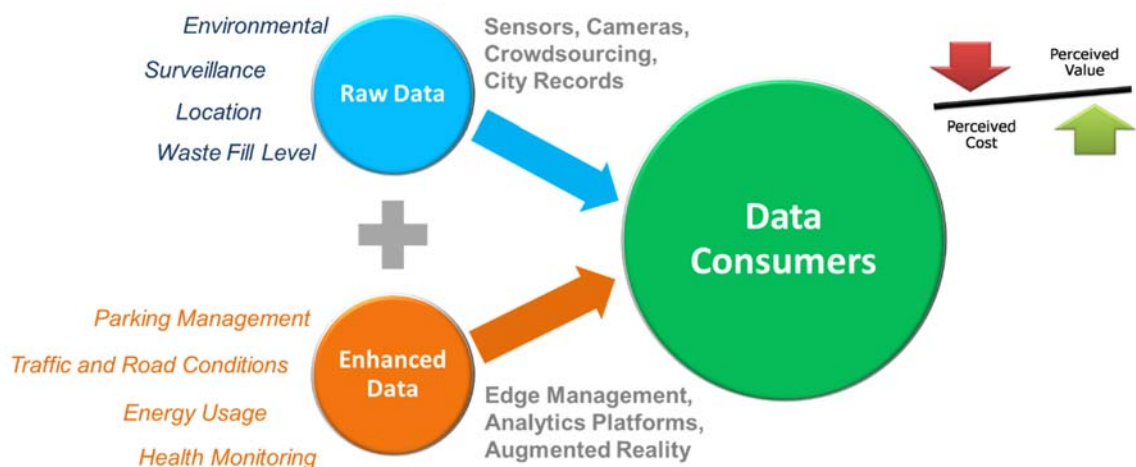 Environmental
Surveillance
Location
Waste Fill Level
Raw Data
Sensors, Cameras,
Crowdsourcing,
City Records
Parking Management
Traffic and Road Conditions
Energy Usage
Health Monitoring
Enhanced
Data
Edge Management,
Analytics Platforms,
Augmented Reality
Data
Consumers
Perceived
Value
Perceived
Cost